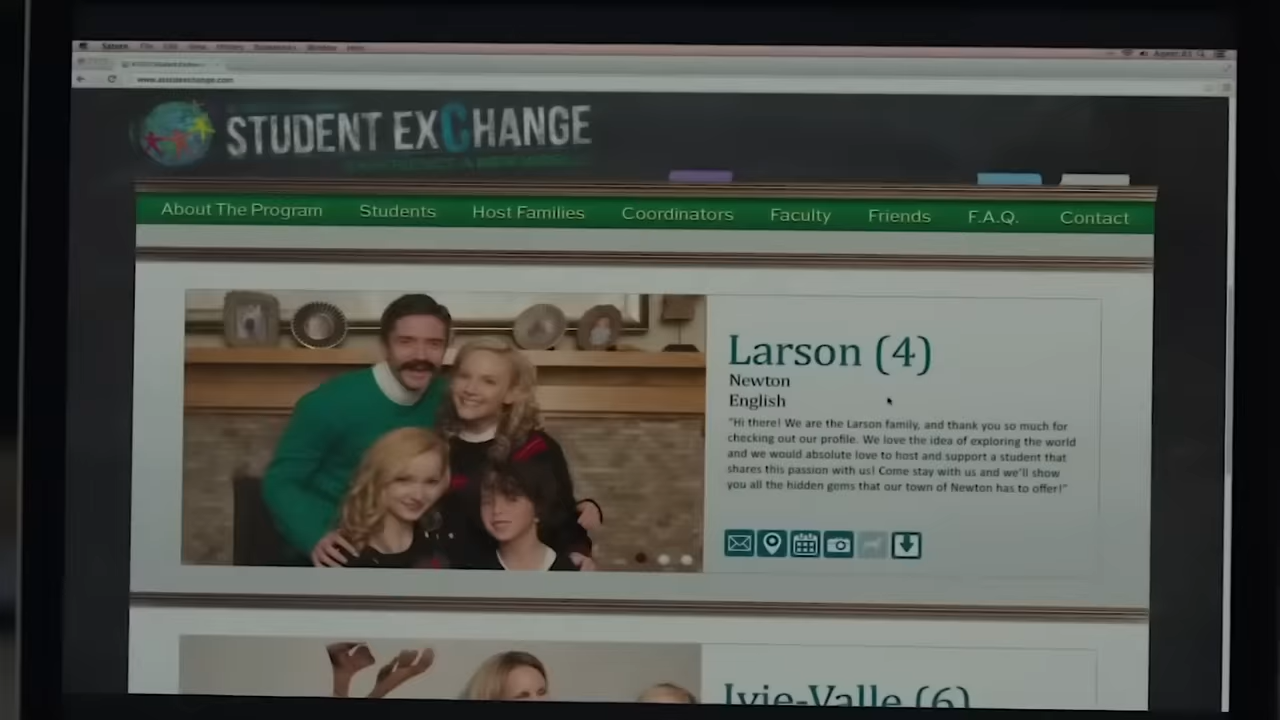 www.asisexchange.com
STUDENT EXCHANGE
About The Program Students Host Families Coordinators Faculty Friends F.A.Q. Contact
Larson (4)
Newton
English
"Hi there! We are the Larson family, and thank you so much for
checking out our profile. We love the idea of exploring the world
and we would absolute love to host and support a student that
shares this passion with us! Come stay with us and we'll show
you all the hidden gems that our town of Newton has to offer!"
Ivie-Valle (6)